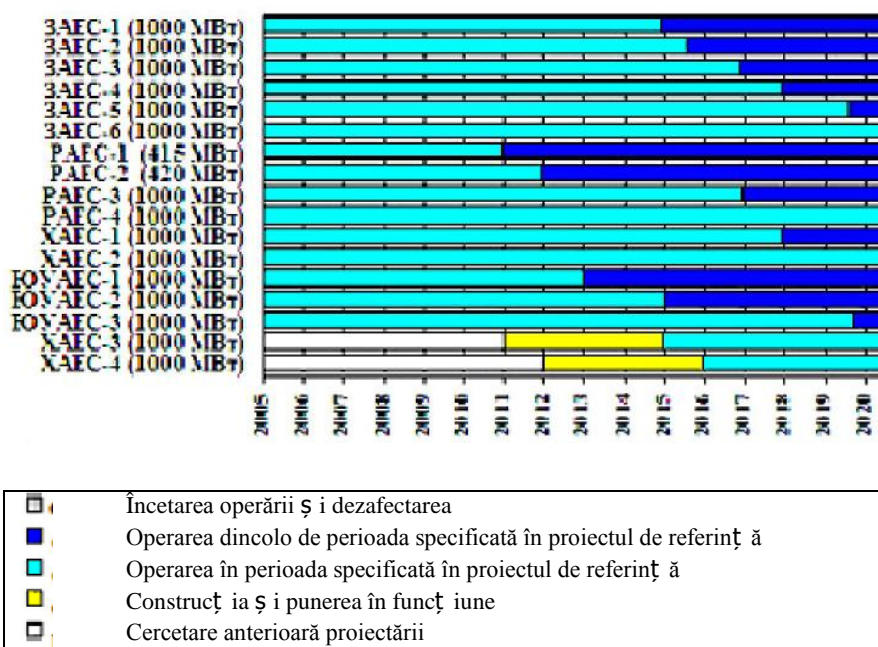 ЗАЕС-1 (1000 МВт)
ЗАЕС-2 (1000 МВт)
ЗАЕС-3 (1000 МВт)
ЗАЕС-4 (1000 МВт)
ЗАЕС-5 (1000 МВт)
ЗАЕС-6 (1000 МВт)
РАЕС-1 (415 МВт)
РАЕС-2 (420 МВт)
РАЕС-3 (1000 МВт)
РАЕС-4 (1000 МВт)
ХАЕС-1 (1000 МВт)
ХАЕС-2 (1000 МВт)
ЮУАЕС-1 (1000 МВт)
ЮУАЕС-2 (1000 МВт)
ЮУАЕС-3 (1000 МВт)
ХАЕС-3 (1000 МВт)
ХАЕС-4 (1000 МВт)
2005 2006 2007 2008 2009 2010 2011 2012 2013 2014 2015 2016 2017 2018 2019 2020
Încetarea operării ș i dezafectarea
Operarea dincolo de perioada specificată în proiectul de referinț ă
Operarea în perioada specificată în proiectul de referinț ă
Construcț ia ș i punerea în funcț iune
Cercetare anterioară proiectării